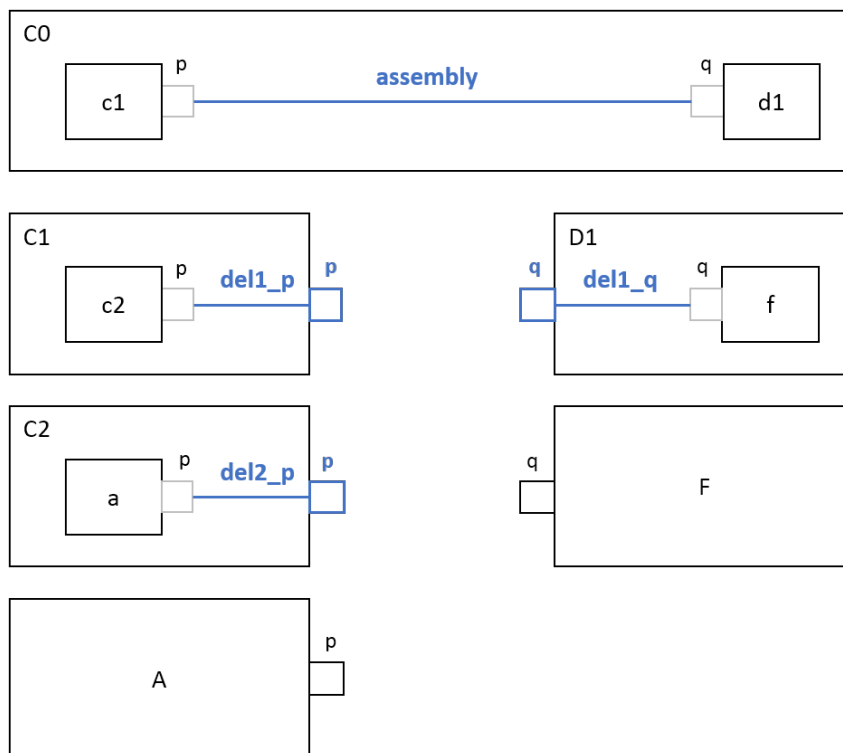 C0
p
assembly
q
c1
d1
C1
p
del1_p
p
c2
D1
q
del1_q
q
f
C2
p
del2_p
p
a
q
F
p
A